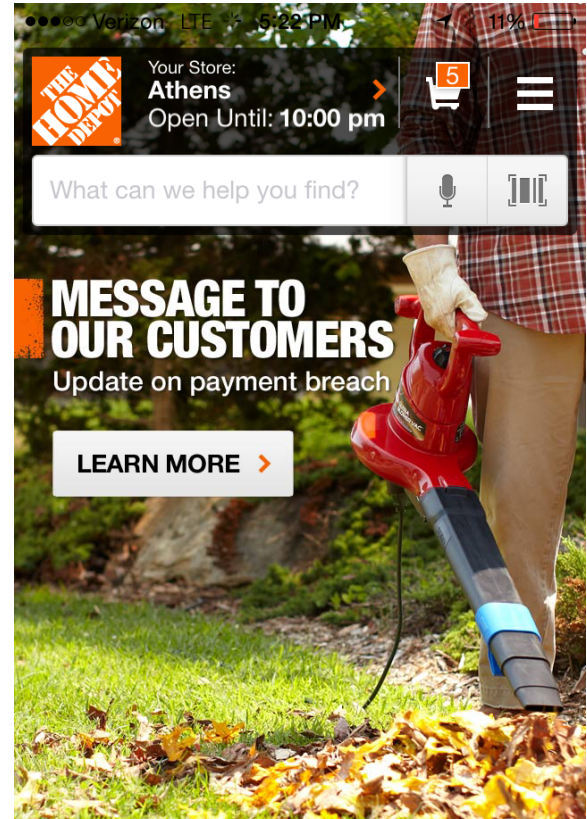 Verizon LTE 5:22 PM 11%
THE
HOME
DEPOT
Your Store:
Athens
Open Until: 10:00 pm
5
What can we help you find?
MESSAGE TO
OUR CUSTOMERS
Update on payment breach
LEARN MORE